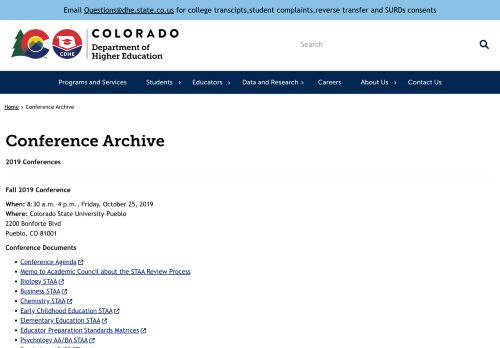 Email Questions@dhe.state.co.us for college transcipts,student complaints,reverse transfer and SURDs consents
COLORADO
Department of
Higher Education
CDHE
Search
Programs and Services
Students
Educators
Data and Research
Careers
About Us
Contact Us
Home > Conference Archive
Conference Archive
2019 Conferences
Fall 2019 Conference
When: 8:30 a.m.-4 p.m., Friday, October 25, 2019
Where: Colorado State University-Pueblo
2200 Bonforte Blvd
Pueblo, CO 81001
Conference Documents
Conference Agenda
Memo to Academic Council about the STAA Review Process
Biology STAA
Business STAA
Chemistry STAA
Early Childhood Education STAA
Elementary Education STAA
Educator Preparation Standards Matrices
Psychology AA/BA STAA